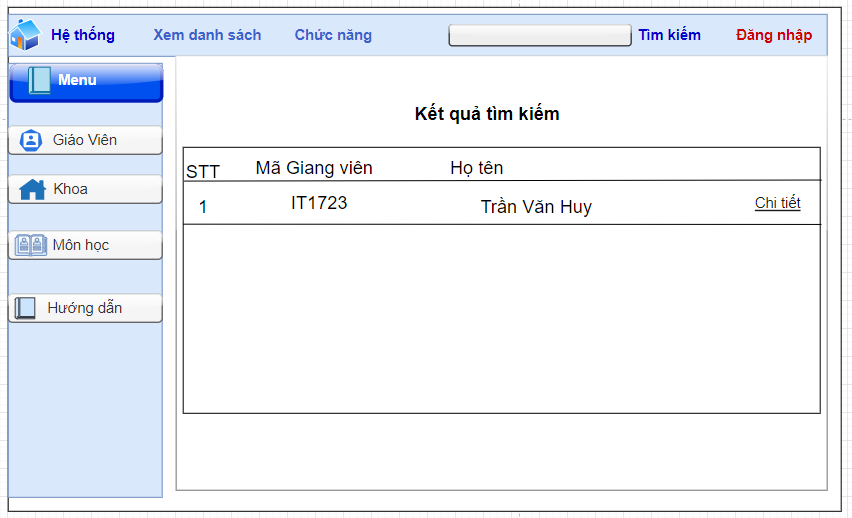 Hệ thống Xem danh sách Chức năng Tìm kiếm Đăng nhập
Menu
Giáo Viên
Khoa
Môn học
Hướng dẫn
Kết quả tìm kiếm
STT Mã Giang viên Họ tên
1 IT1723 Trần Văn Huy Chi tiết